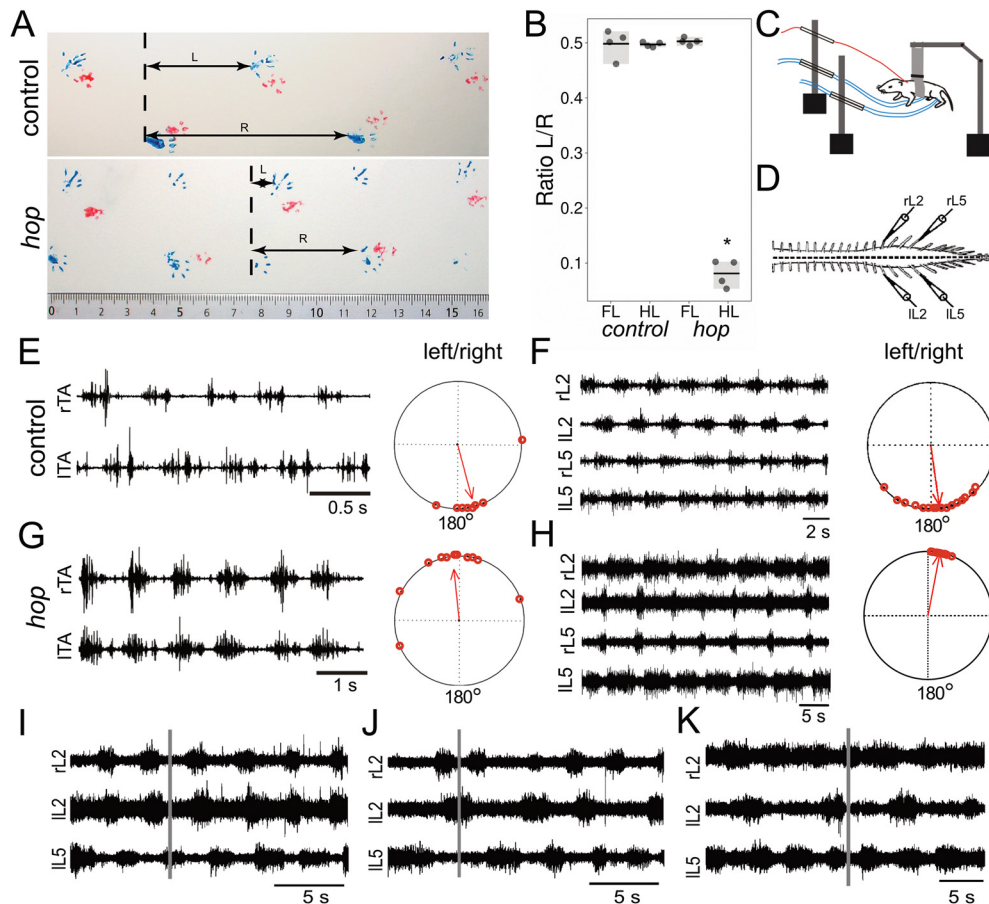 A
control
L
R
hop
L
R
0 1 2 3 4 5 6 7 8 9 10 11 12 13 14 15 16
B
Ratio L/R
0.5
0.4
0.3
0.2
0.1
*
FL HL FL HL
control hop
C
D
rL2 rL5
lL2 lL5
E
control
rTA
lTA
0.5 s
left/right
180°
F
rL2
lL2
rL5
lL5
2 s
left/right
180°
G
hop
rTA
lTA
1 s
180°
H
rL2
lL2
rL5
lL5
5 s
180°
I
rL2
lL2
lL5
5 s
J
rL2
lL2
lL5
5 s
K
rL2
lL2
lL5
5 s